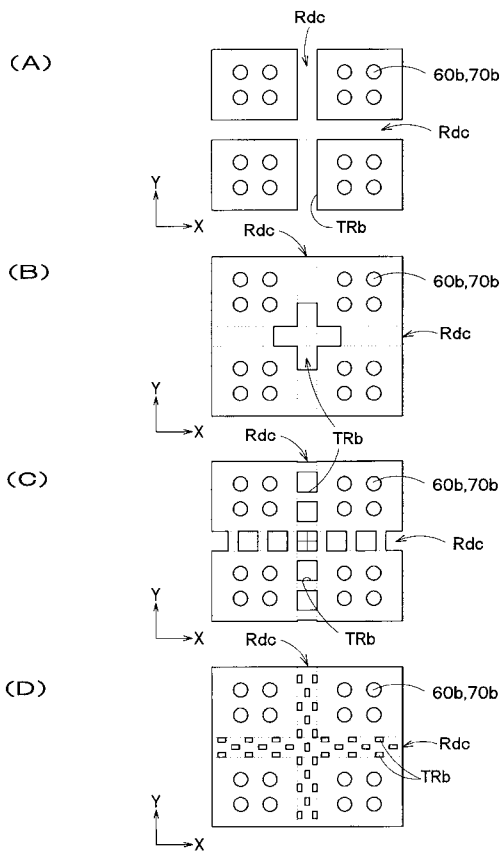 Rdc
(A)
60b,70b
Rdc
Y
TRb
X
Rdc
(B)
60b,70b
Rdc
Y
X
TRb
Rdc
(C)
60b,70b
Rdc
Y
X
TRb
Rdc
(D)
60b,70b
Rdc
TRb
Y
X